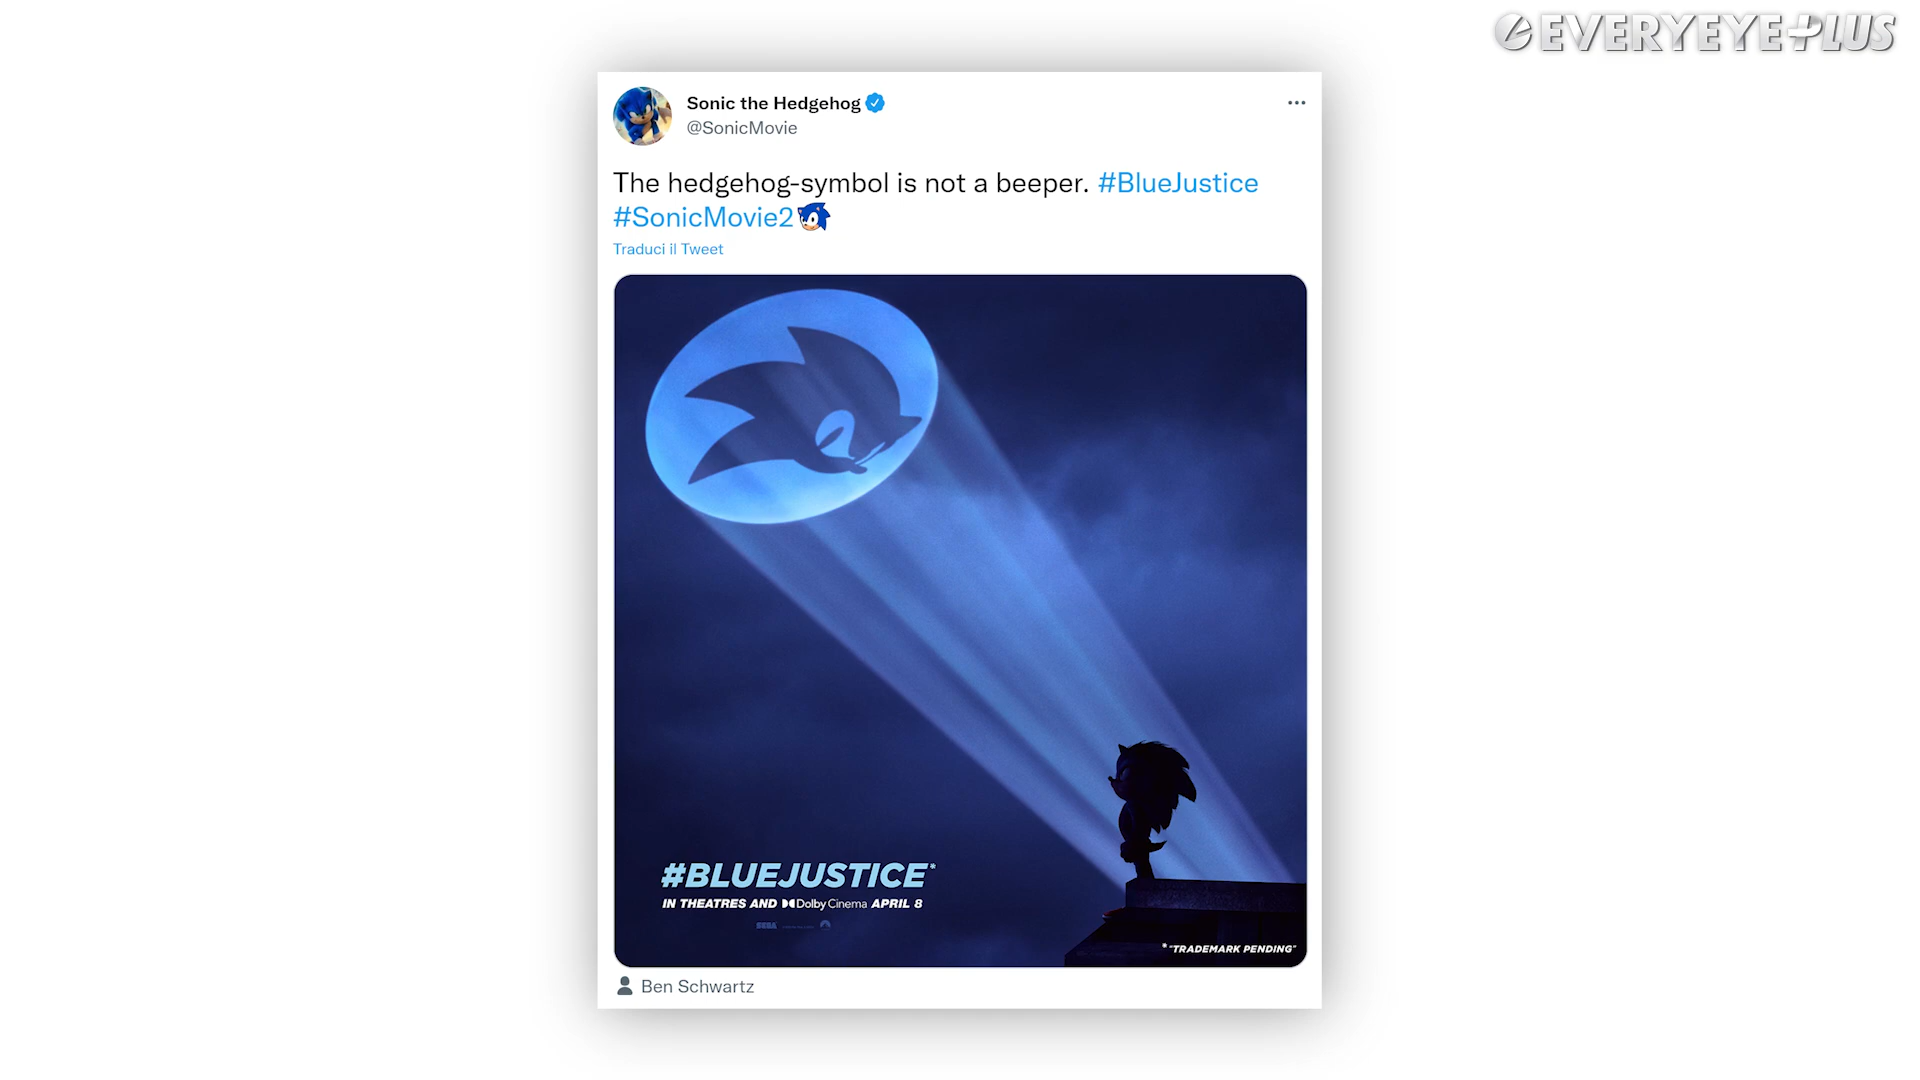 EVERYEYE PLUS
Sonic the Hedgehog
@SonicMovie
The hedgehog-symbol is not a beeper. #BlueJustice
#SonicMovie2
Traduci il Tweet
#BLUEJUSTICE*
IN THEATRES AND Dolby Cinema APRIL 8
SEGA
* "TRADEMARK PENDING"
Ben Schwartz